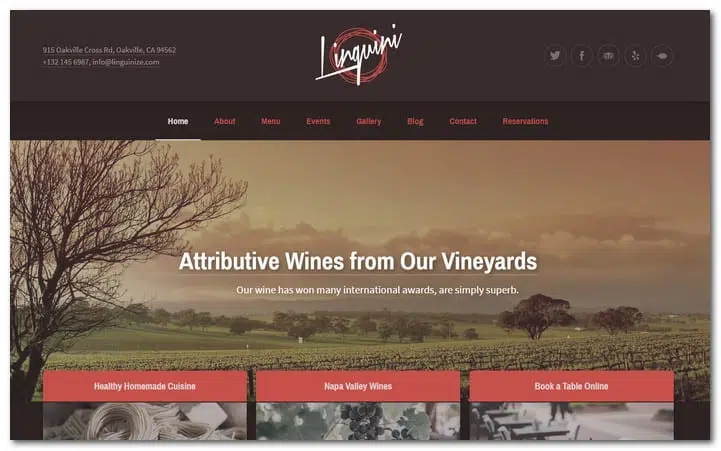 915 Oakville Cross Rd, Oakville, CA 94562
+132 145 6987, info@linguinize.com
Linguini
Home About Menu Events Gallery Blog Contact Reservations
Attributive Wines from Our Vineyards
Our wine has won many international awards, are simply superb.
Healthy Homemade Cuisine Napa Valley Wines Book a Table Online